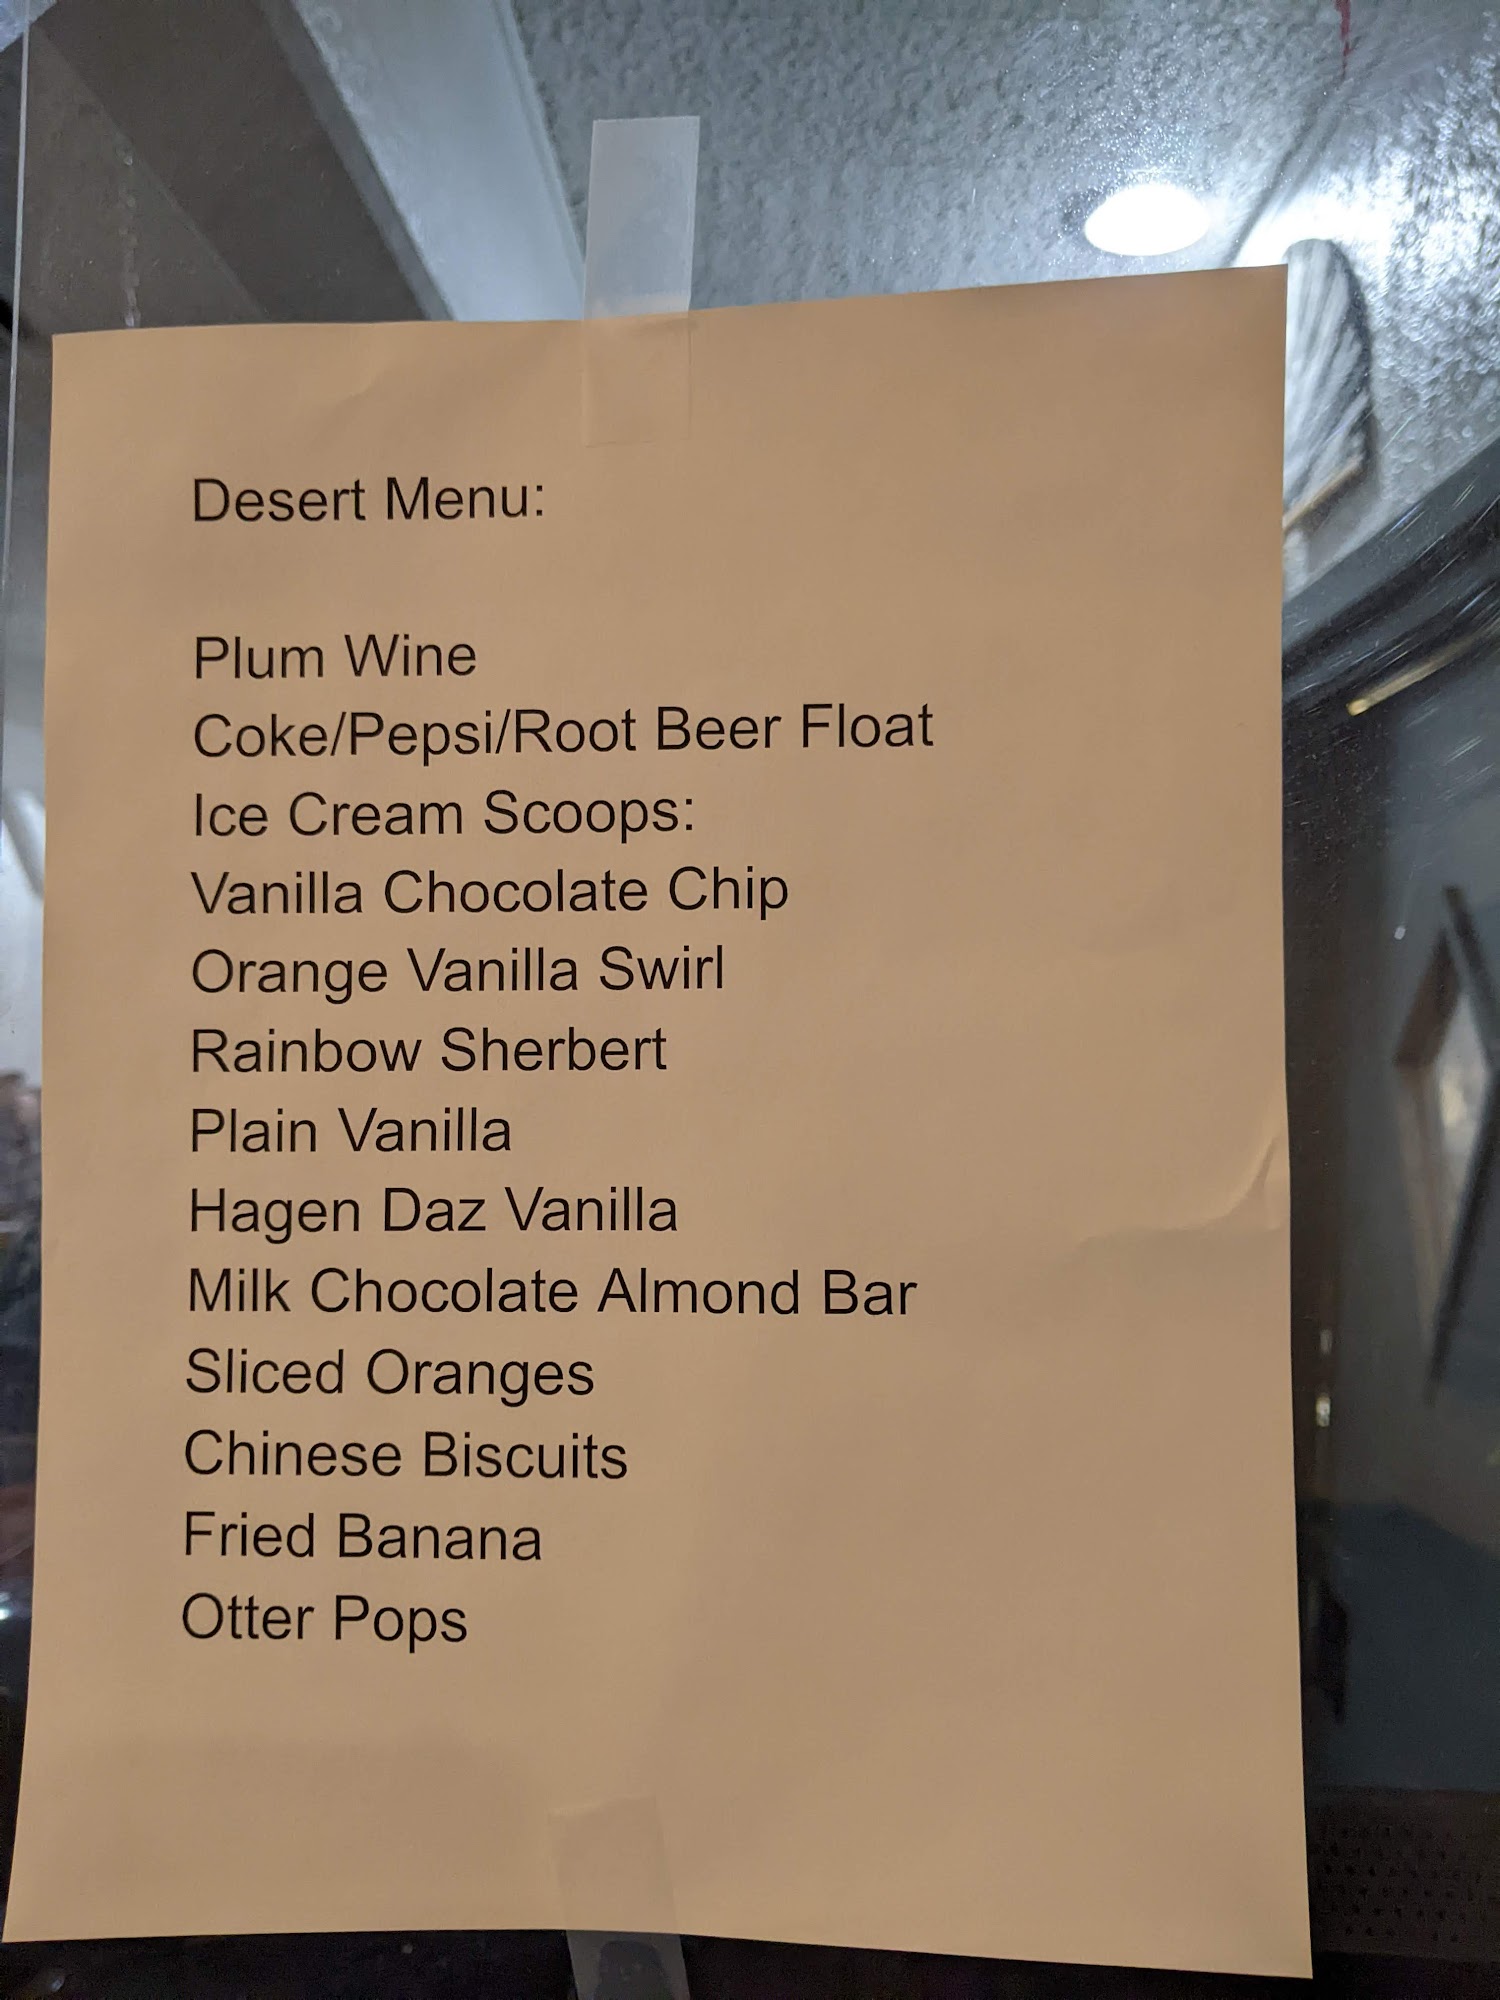 Desert Menu:
Plum Wine
Coke/Pepsi/Root Beer Float
Ice Cream Scoops:
Vanilla Chocolate Chip
Orange Vanilla Swirl
Rainbow Sherbert
Plain Vanilla
Hagen Daz Vanilla
Milk Chocolate Almond Bar
Sliced Oranges
Chinese Biscuits
Fried Banana
Otter Pops